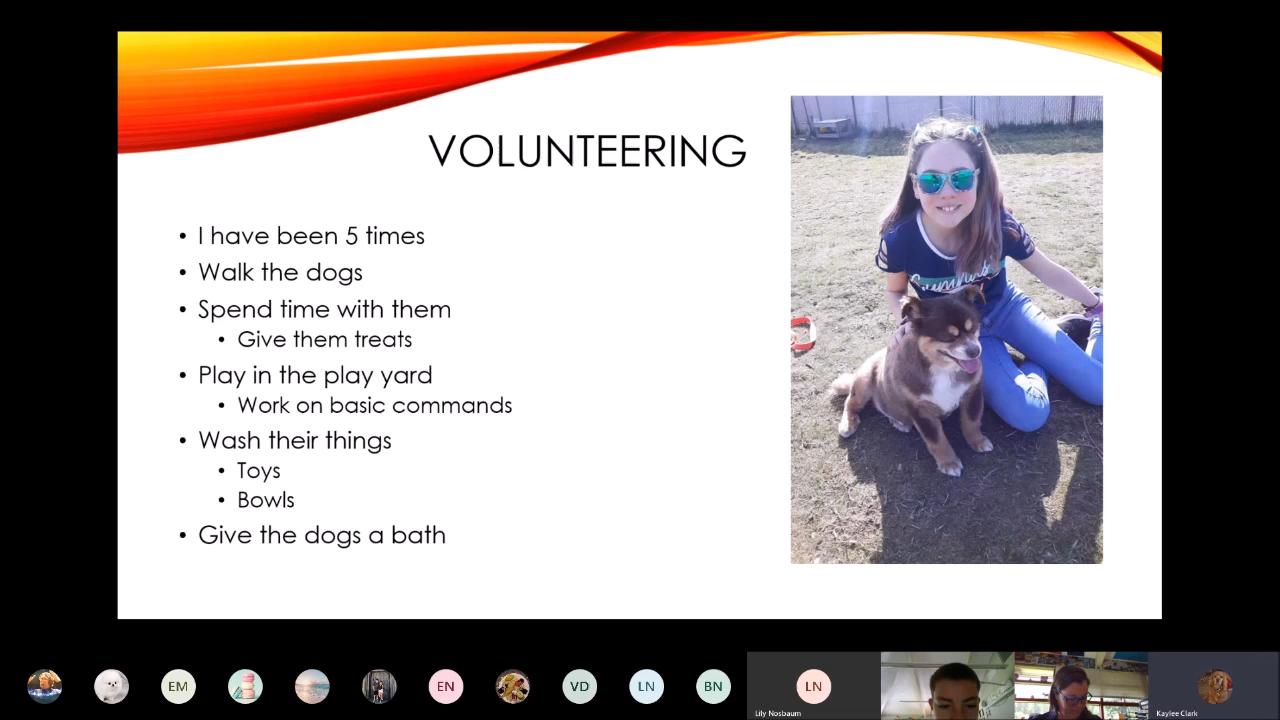 VOLUNTEERING
• I have been 5 times
• Walk the dogs
• Spend time with them
• Give them treats
• Play in the play yard
• Work on basic commands
• Wash their things
• Toys
• Bowls
• Give the dogs a bath
EM
EN
VD
LN
BN
LN
Lily Nosbaum
Kaylee Clark